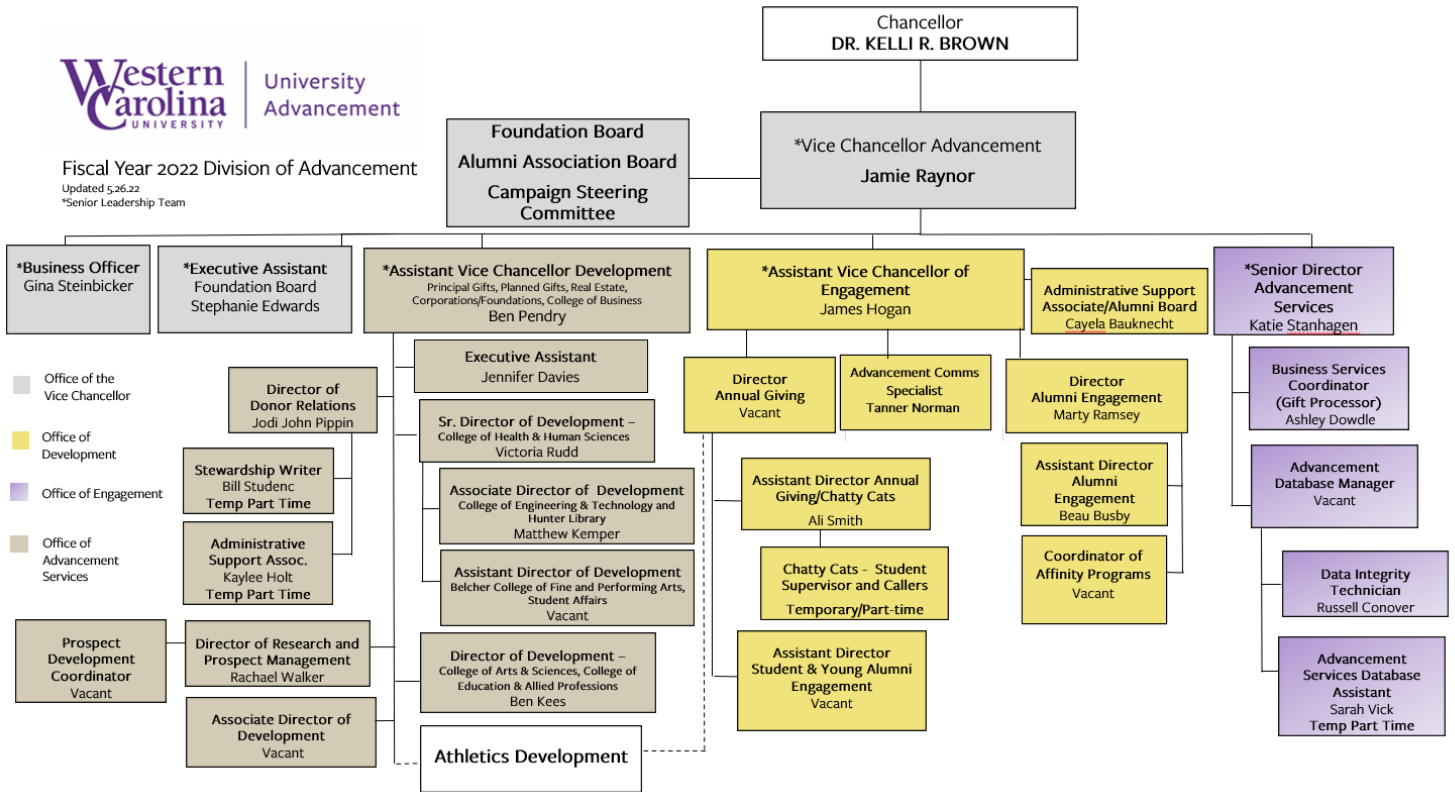 Chancellor
DR. KELLI R. BROWN
Western
Carolina
UNIVERSITY
University
Advancement
Fiscal Year 2022 Division of Advancement
Updated 5.26.22
*Senior Leadership Team
Foundation Board
Alumni Association Board
Campaign Steering
Committee
*Vice Chancellor Advancement
Jamie Raynor
*Business Officer
Gina Steinbicker
*Executive Assistant
Foundation Board
Stephanie Edwards
*Assistant Vice Chancellor Development
Principal Gifts, Planned Gifts, Real Estate,
Corporations/Foundations, College of Business
Ben Pendry
*Assistant Vice Chancellor of
Engagement
James Hogan
Administrative Support
Associate/Alumni Board
Cayela Bauknecht
*Senior Director
Advancement
Services
Katie Stanhagen
Office of the
Vice Chancellor
Office of
Development
Office of Engagement
Office of
Advancement
Services
Executive Assistant
Jennifer Davies
Director of
Donor Relations
Jodi John Pippin
Sr. Director of Development –
College of Health & Human Sciences
Victoria Rudd
Stewardship Writer
Bill Studenc
Temp Part Time
Associate Director of  Development
College of Engineering & Technology and
Hunter Library
Matthew Kemper
Administrative
Support Assoc.
Kaylee Holt
Temp Part Time
Assistant Director of Development
Belcher College of Fine and Performing Arts,
Student Affairs
Vacant
Prospect
Development
Coordinator
Vacant
Director of Research and
Prospect Management
Rachael Walker
Director of Development –
College of Arts & Sciences, College of
Education & Allied Professions
Ben Kees
Associate Director of
Development
Vacant
Athletics Development
Director
Annual Giving
Vacant
Advancement Comms
Specialist
Tanner Norman
Director
Alumni Engagement
Marty Ramsey
Assistant Director Annual
Giving/Chatty Cats
Ali Smith
Assistant Director
Alumni
Engagement
Beau Busby
Chatty Cats -  Student
Supervisor and Callers
Temporary/Part-time
Coordinator of
Affinity Programs
Vacant
Assistant Director
Student & Young Alumni
Engagement
Vacant
Business Services
Coordinator
(Gift Processor)
Ashley Dowdle
Advancement
Database Manager
Vacant
Data Integrity
Technician
Russell Conover
Advancement
Services Database
Assistant
Sarah Vick
Temp Part Time